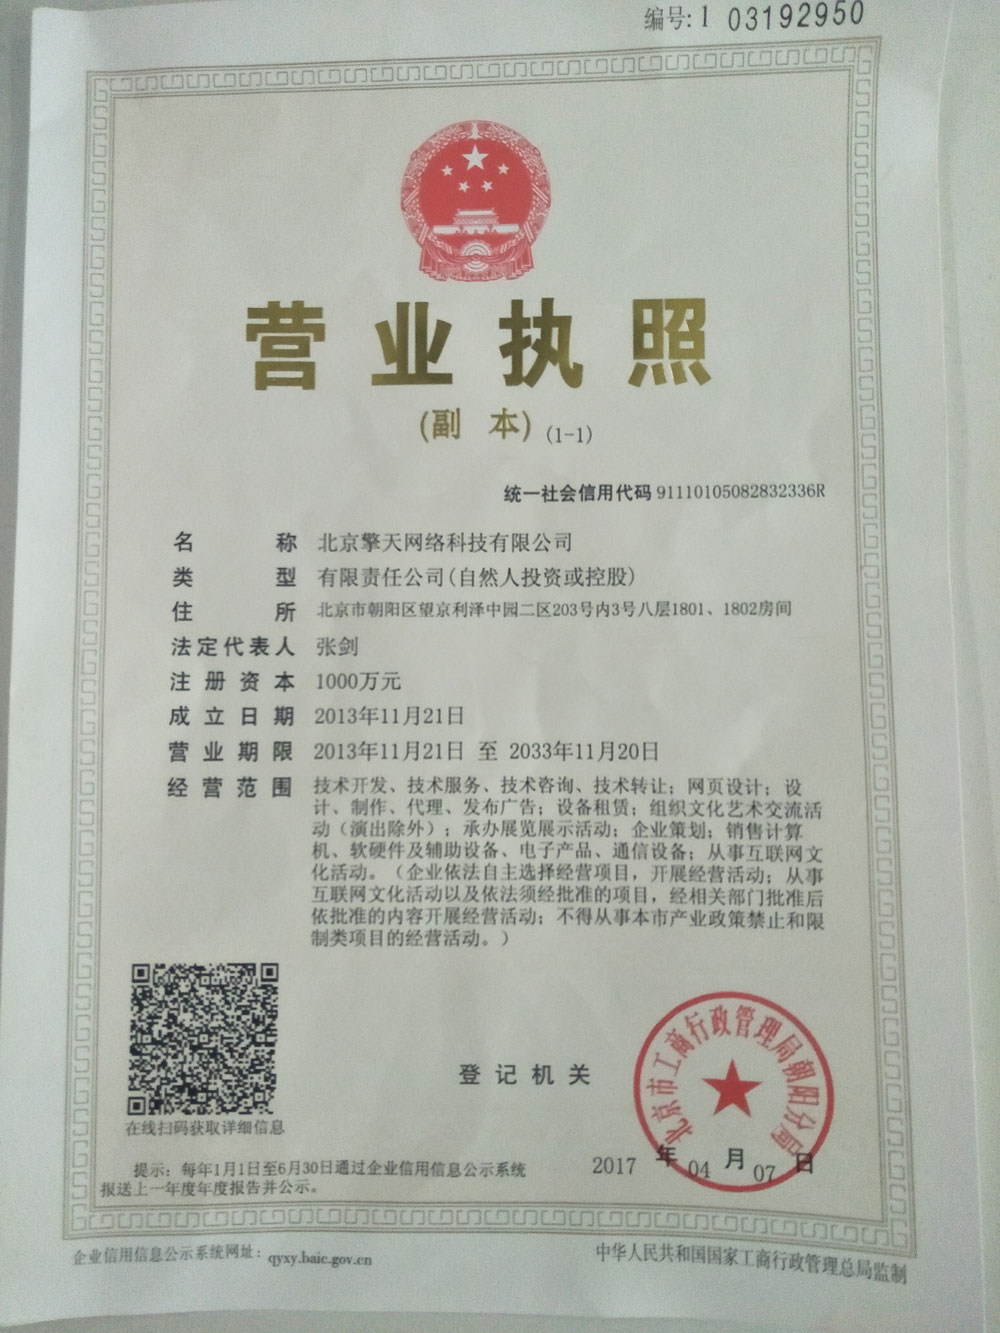 编号:1 03192950
营业执照
(副 本) (1-1)
统一社会信用代码 91110105082832336R
名 称 北京擎天网络科技有限公司
类 型 有限责任公司(自然人投资或控股)
住 所 北京市朝阳区望京利泽中园二区203号内3号八层1801、1802房间
法定代表人 张剑
注册资本 1000万元
成立日期 2013年11月21日
营业期限 2013年11月21日 至 2033年11月20日
经营范围 技术开发、技术服务、技术咨询、技术转让；网页设计；设
计、制作、代理、发布广告；设备租赁；组织文化艺术交流活
动（演出除外）；承办展览展示活动；企业策划；销售计算
机、软硬件及辅助设备、电子产品、通信设备；从事互联网文
化活动。（企业依法自主选择经营项目，开展经营活动；从事
互联网文化活动以及依法须经批准的项目，经相关部门批准后
依批准的内容开展经营活动；不得从事本市产业政策禁止和限
制类项目的经营活动。）
在线扫码获取详细信息
登记机关
北京市工商行政管理局朝阳分局
2017 年 04 月 07 日
提示：每年1月1日至6月30日通过企业信用信息公示系统
报送上一年度年度报告并公示。
企业信用信息公示系统网址：qyxy.baic.gov.cn
中华人民共和国国家工商行政管理总局监制